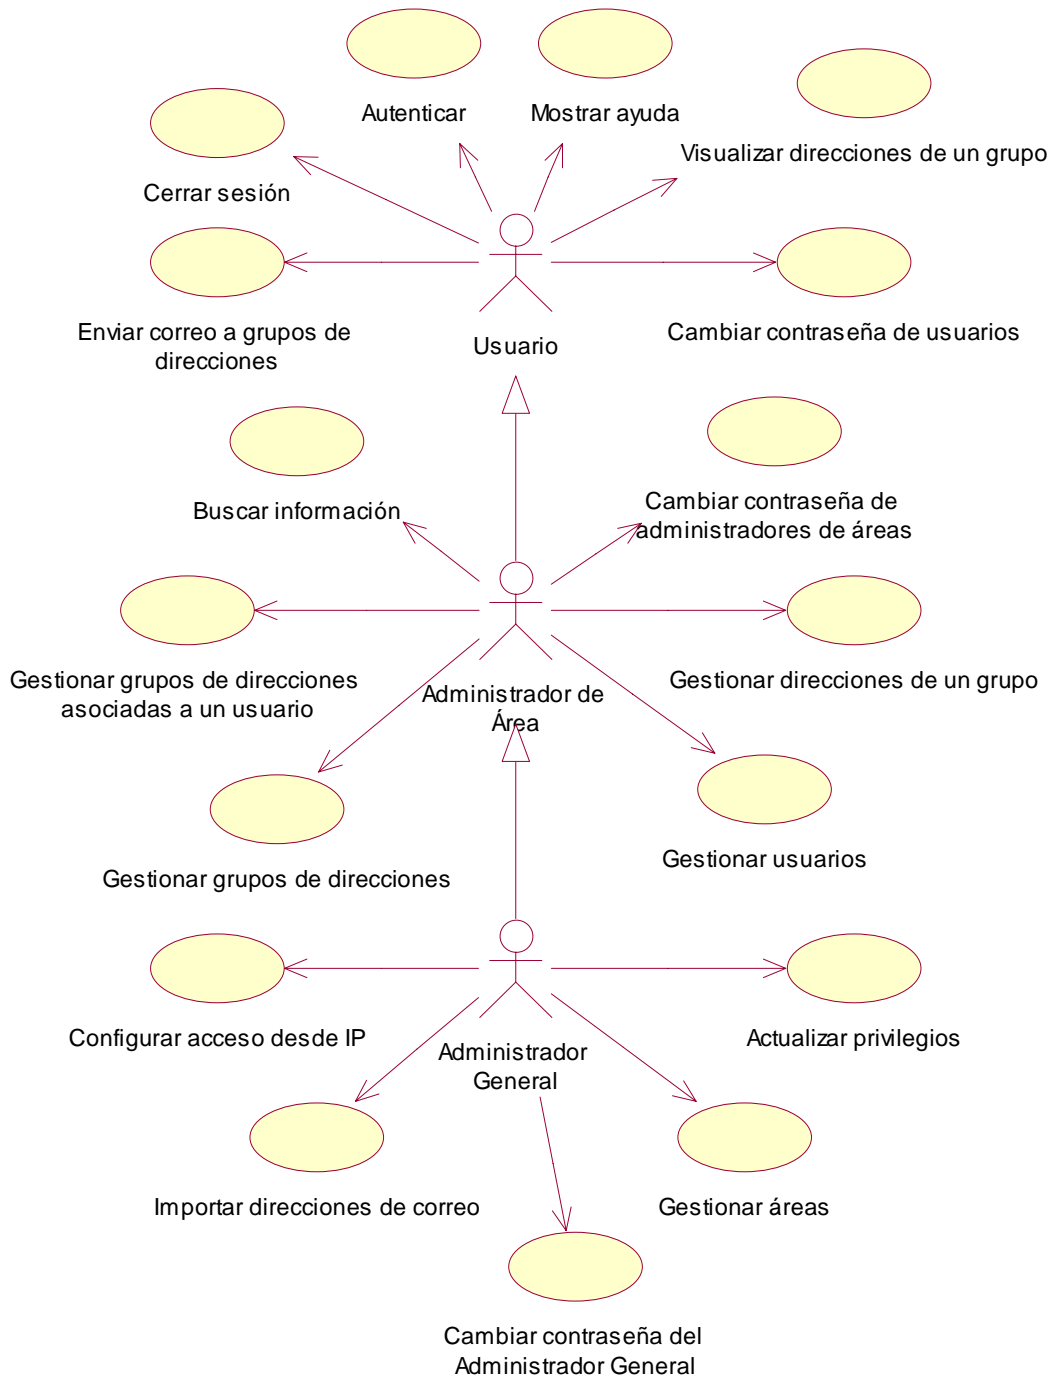 Autenticar
Mostrar ayuda
Visualizar direcciones de un grupo
Cerrar sesión
Enviar correo a grupos de
direcciones
Usuario
Cambiar contraseña de usuarios
Buscar información
Cambiar contraseña de
administradores de áreas
Gestionar grupos de direcciones
asociadas a un usuario
Administrador de
Área
Gestionar direcciones de un grupo
Gestionar grupos de direcciones
Gestionar usuarios
Configurar acceso desde IP
Administrador
General
Actualizar privilegios
Importar direcciones de correo
Gestionar áreas
Cambiar contraseña del
Administrador General